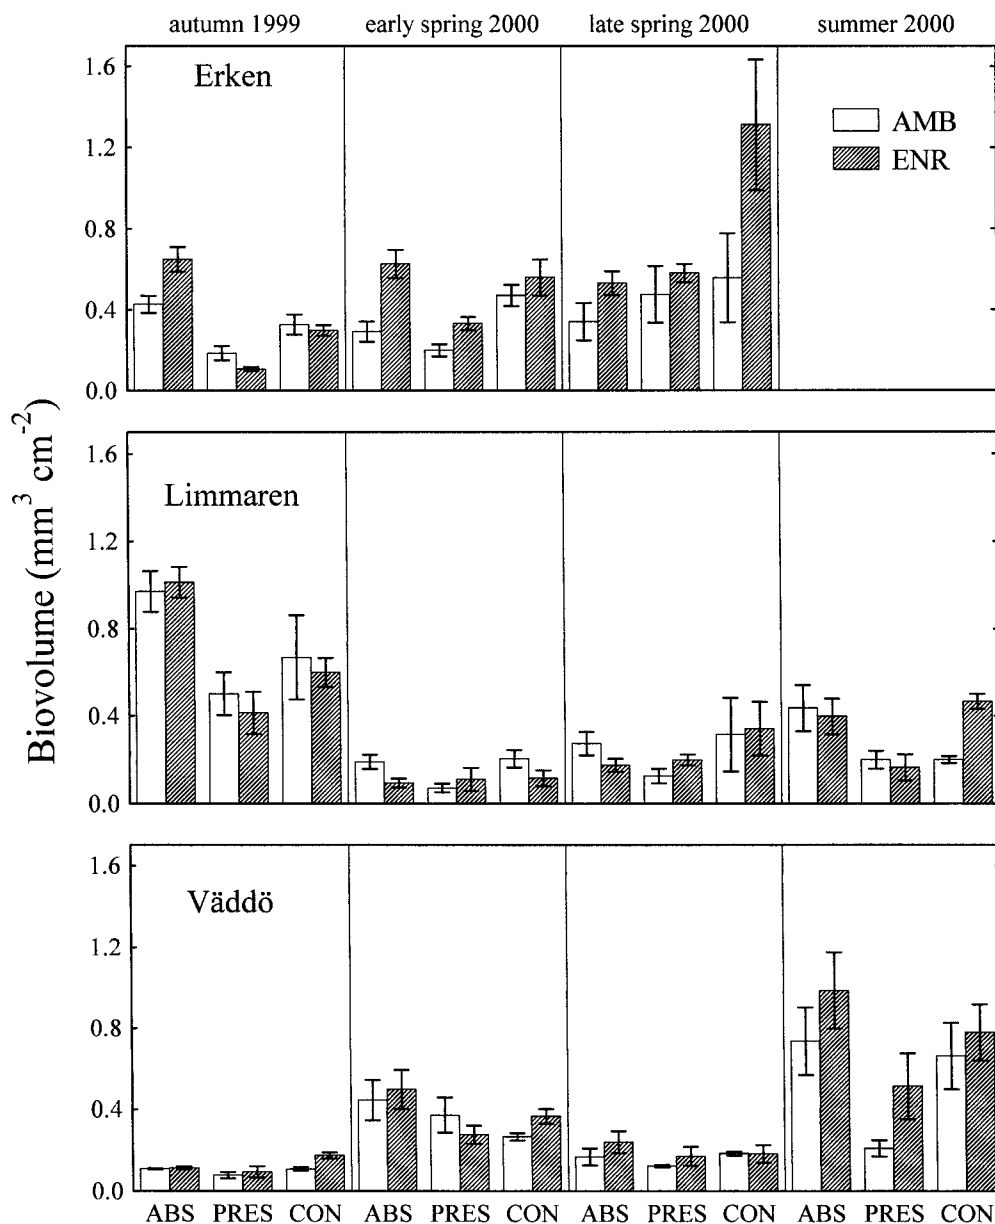 autumn 1999 early spring 2000 late spring 2000 summer 2000
Erken
AMB
ENR
1.6
1.2
0.8
0.4
0.0
Biovolume (mm³ cm⁻²)
Limmaren
1.6
1.2
0.8
0.4
0.0
Väddö
1.6
1.2
0.8
0.4
0.0
ABS PRES CON ABS PRES CON ABS PRES CON ABS PRES CON